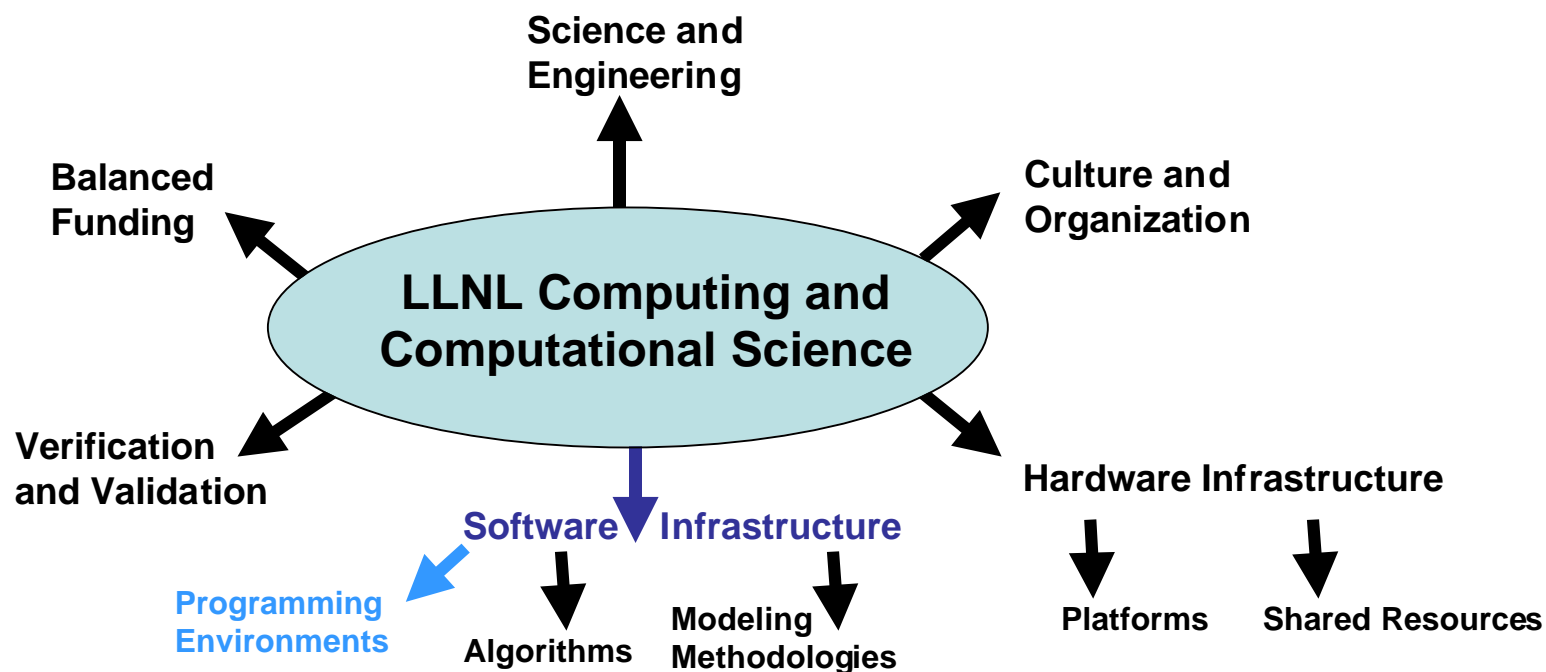 Science and
Engineering
Balanced
Funding
Culture and
Organization
LLNL Computing and
Computational Science
Verification
and Validation
Hardware Infrastructure
Software Infrastructure
Programming
Environments
Algorithms
Modeling
Methodologies
Platforms
Shared Resources